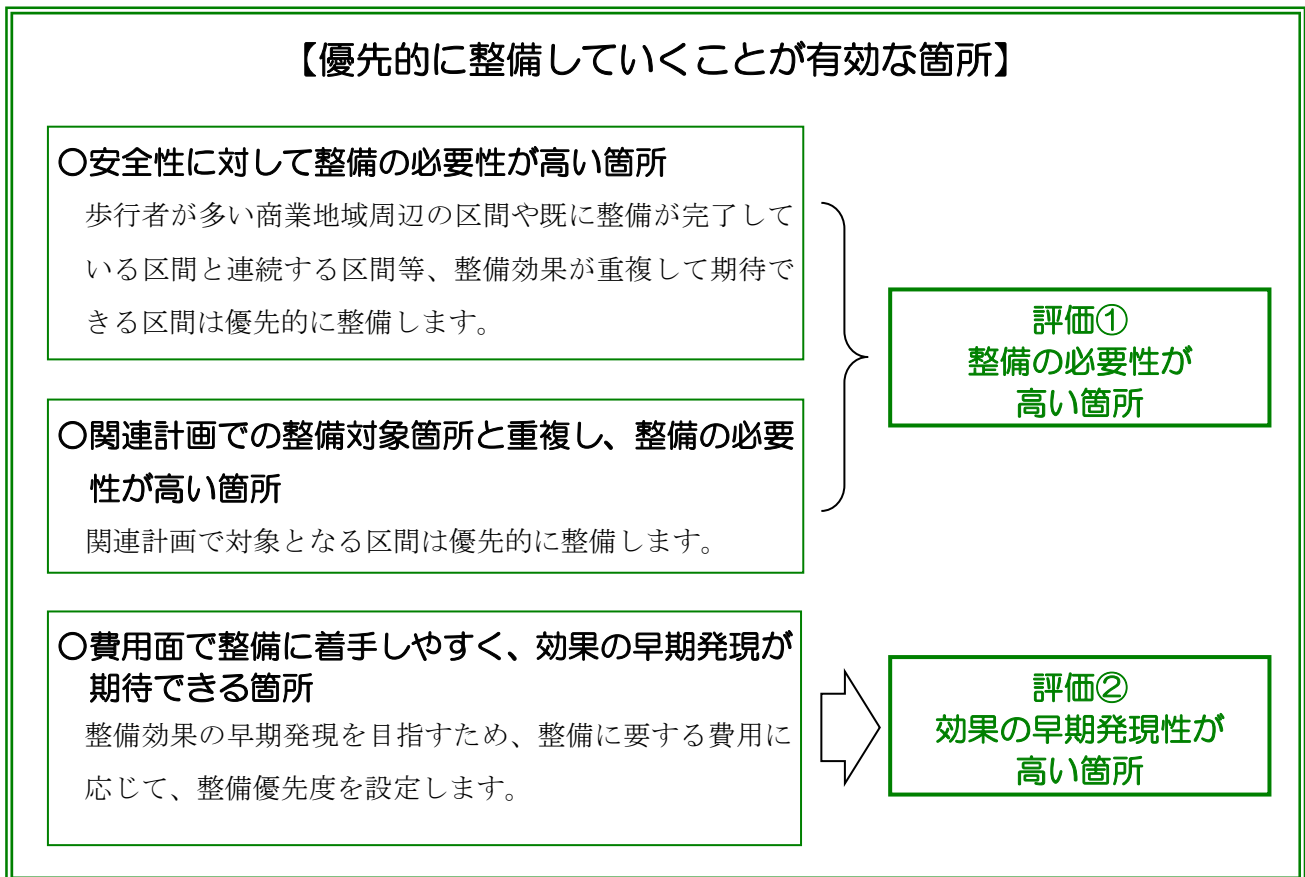 【優先的に整備していくことが有効な箇所】
○安全性に対して整備の必要性が高い箇所
歩行者が多い商業地域周辺の区間や既に整備が完了して
いる区間と連続する区間等、整備効果が重複して期待で
きる区間は優先的に整備します。
○関連計画での整備対象箇所と重複し、整備の必要
性が高い箇所
関連計画で対象となる区間は優先的に整備します。
評価①
整備の必要性が
高い箇所
○費用面で整備に着手しやすく、効果の早期発現が
期待できる箇所
整備効果の早期発現を目指すため、整備に要する費用に
応じて、整備優先度を設定します。
評価②
効果の早期発現性が
高い箇所